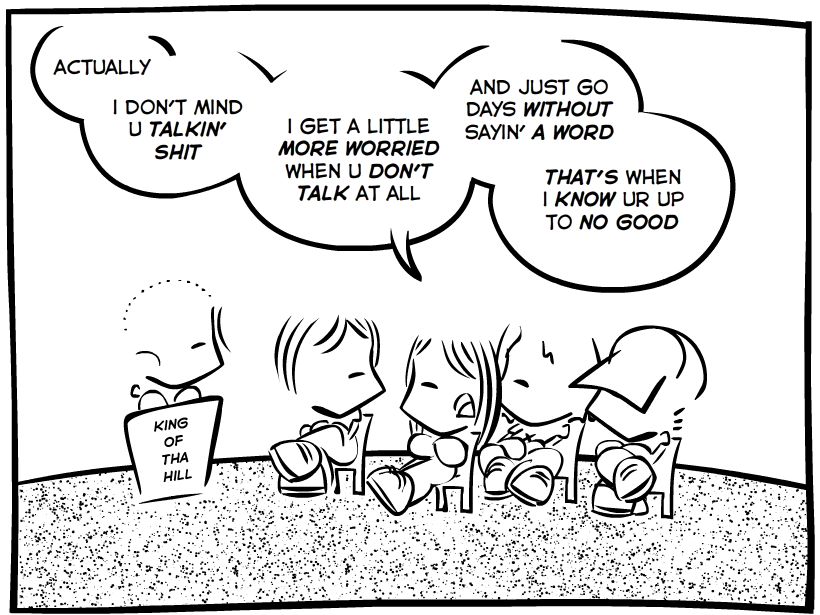 ACTUALLY
I DON'T MIND
U TALKIN'
SHIT
I GET A LITTLE
MORE WORRIED
WHEN U DON'T
TALK AT ALL
AND JUST GO
DAYS WITHOUT
SAYIN' A WORD
THAT'S WHEN
I KNOW UR UP
TO NO GOOD
KING
OF
THA
HILL